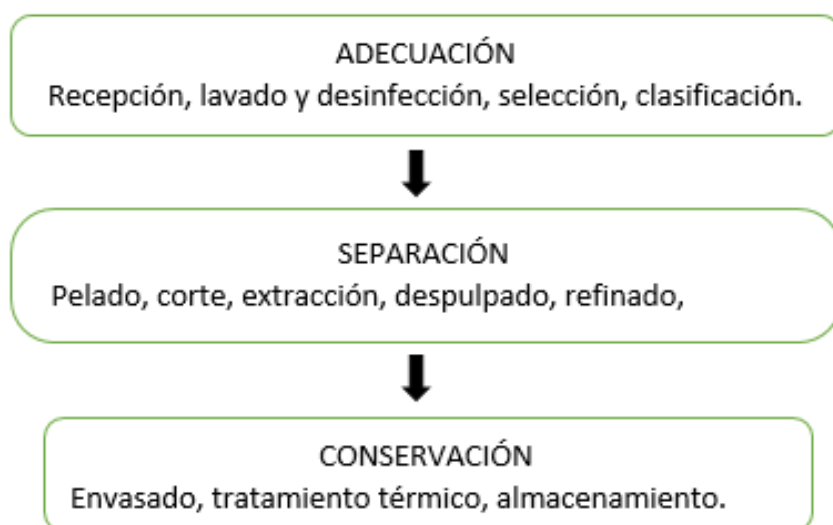 ADECUACIÓN
Recepción, lavado y desinfección, selección, clasificación.
SEPARACIÓN
Pelado, corte, extracción, despulpado, refinado,
CONSERVACIÓN
Envasado, tratamiento térmico, almacenamiento.